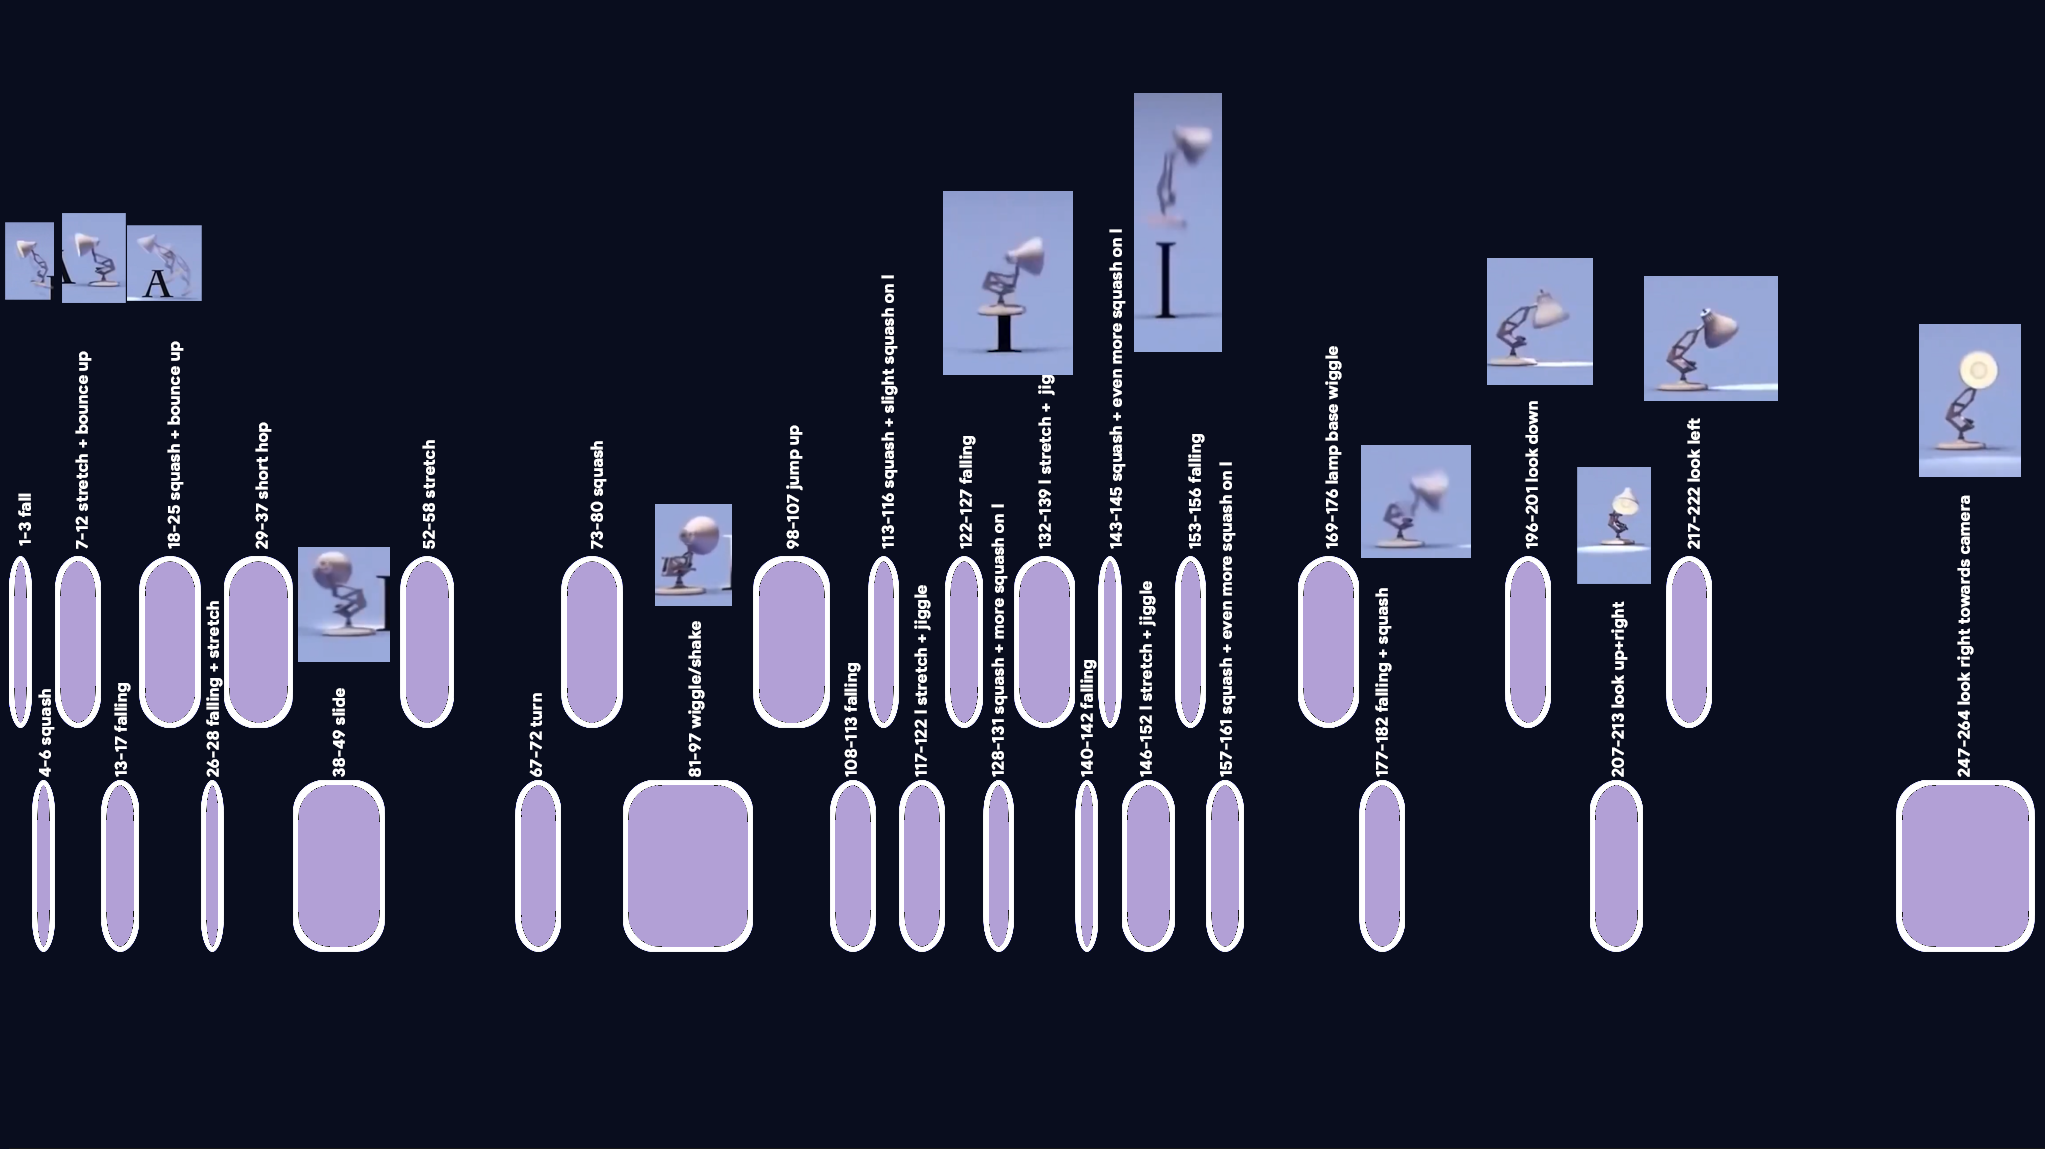 1-3 fall
4-6 squash
7-12 stretch + bounce up
13-17 falling
18-25 squash + bounce up
26-28 falling + stretch
29-37 short hop
38-49 slide
52-58 stretch
67-72 turn
73-80 squash
81-97 wiggle/shake
98-107 jump up
108-113 falling
113-116 squash + slight squash on I
117-122 I stretch + jiggle
122-127 falling
128-131 squash + more squash on I
132-139 I stretch + jig
140-142 falling
143-145 squash + even more squash on I
146-152 I stretch + jiggle
153-156 falling
157-161 squash + even more squash on I
169-176 lamp base wiggle
177-182 falling + squash
196-201 look down
207-213 look up+right
217-222 look left
247-264 look right towards camera
A
A
I
I